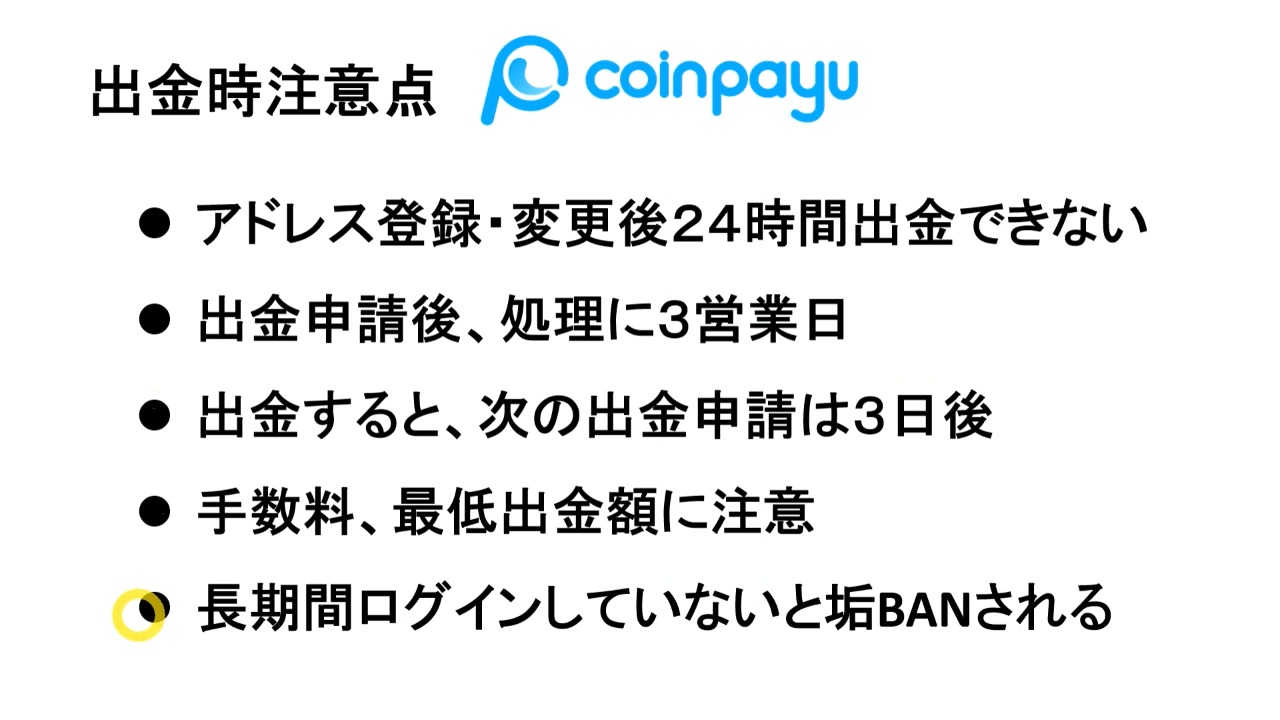 出金時注意点 coinpayu
● アドレス登録・変更後２４時間出金できない
● 出金申請後、処理に３営業日
● 出金すると、次の出金申請は３日後
● 手数料、最低出金額に注意
● 長期間ログインしていないと垢BANされる